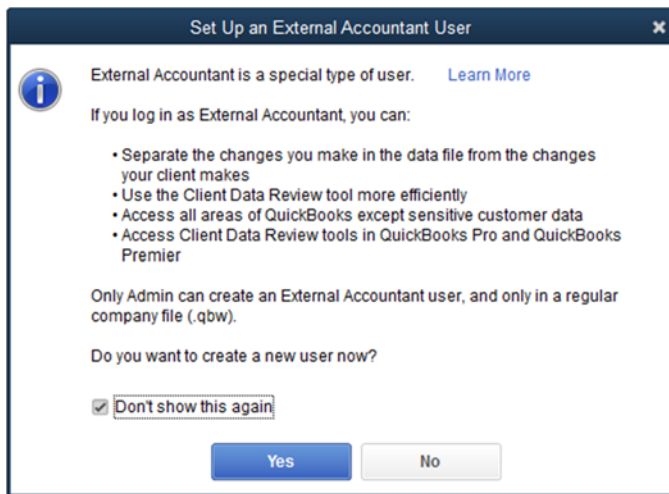 Set Up an External Accountant User
External Accountant is a special type of user. Learn More
If you log in as External Accountant, you can:
• Separate the changes you make in the data file from the changes
your client makes
• Use the Client Data Review tool more efficiently
• Access all areas of QuickBooks except sensitive customer data
• Access Client Data Review tools in QuickBooks Pro and QuickBooks
Premier
Only Admin can create an External Accountant user, and only in a regular
company file (.qbw).
Do you want to create a new user now?
Don't show this again
Yes No